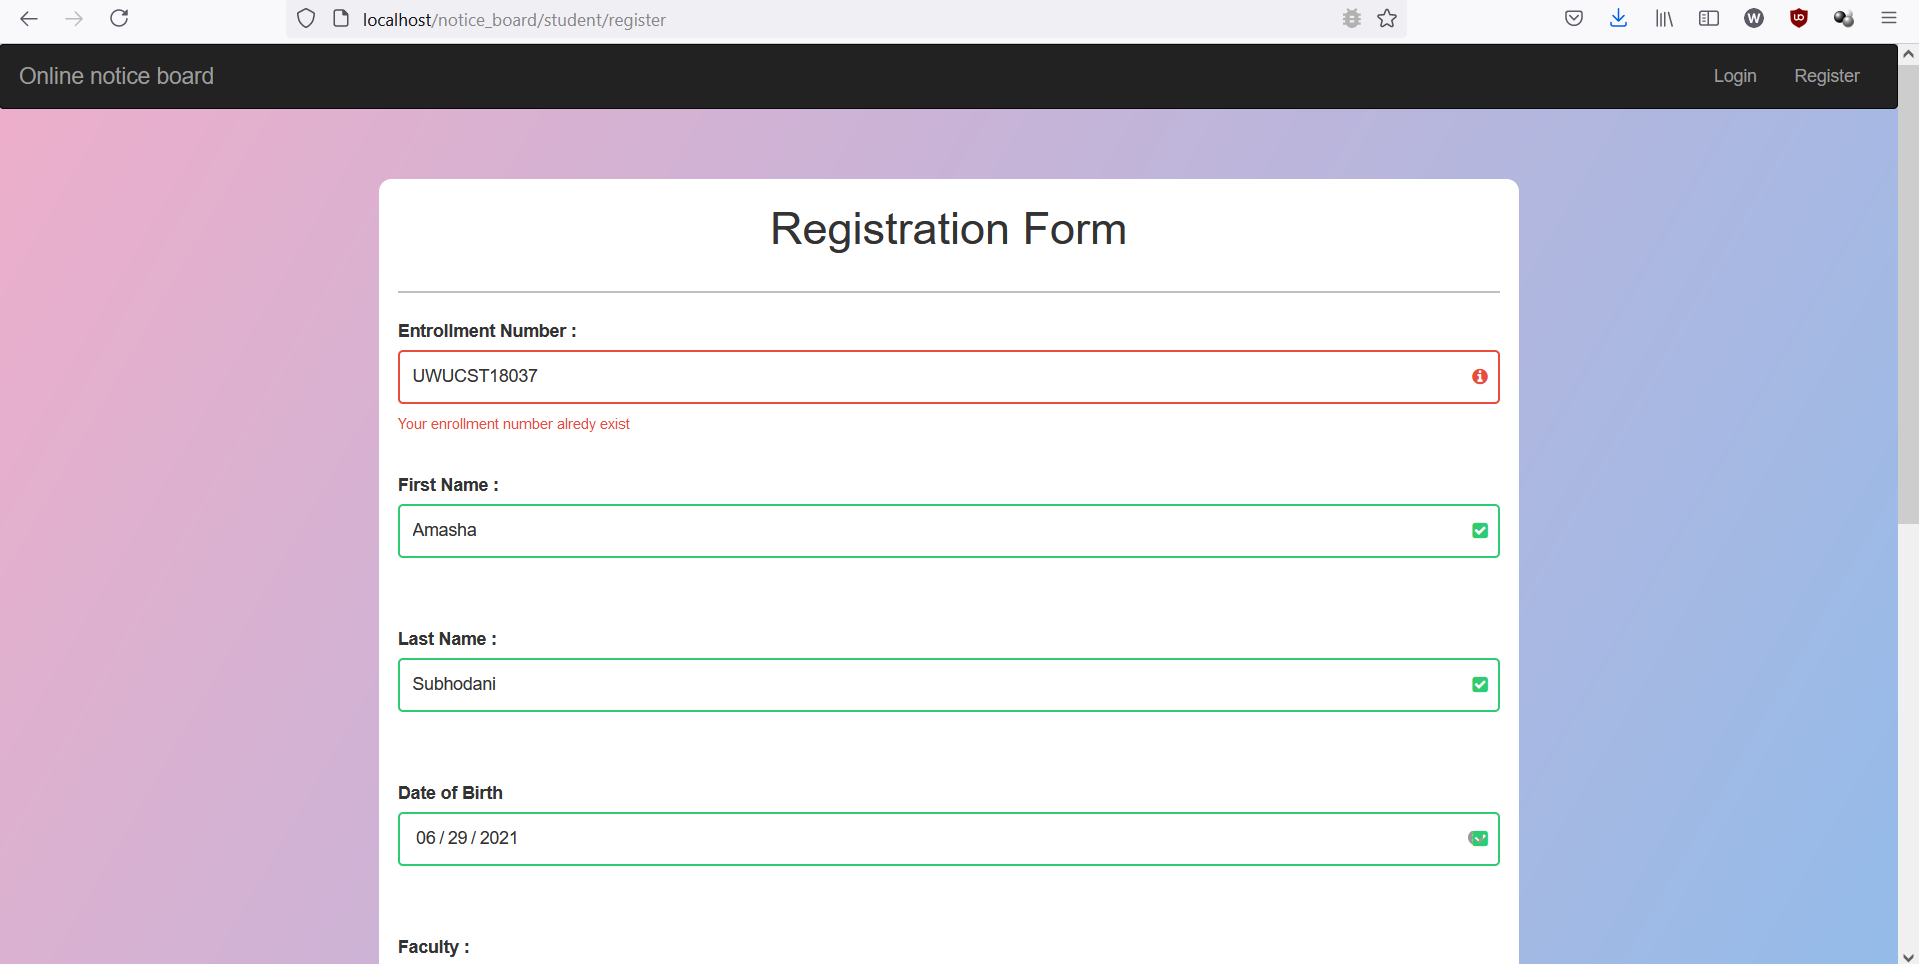 localhost/notice_board/student/register
W
Online notice board
Login
Register
Registration Form
Entrollment Number :
UWUCST18037
Your enrollment number alredy exist
First Name :
Amasha
Last Name :
Subhodani
Date of Birth
06 / 29 / 2021
Faculty :